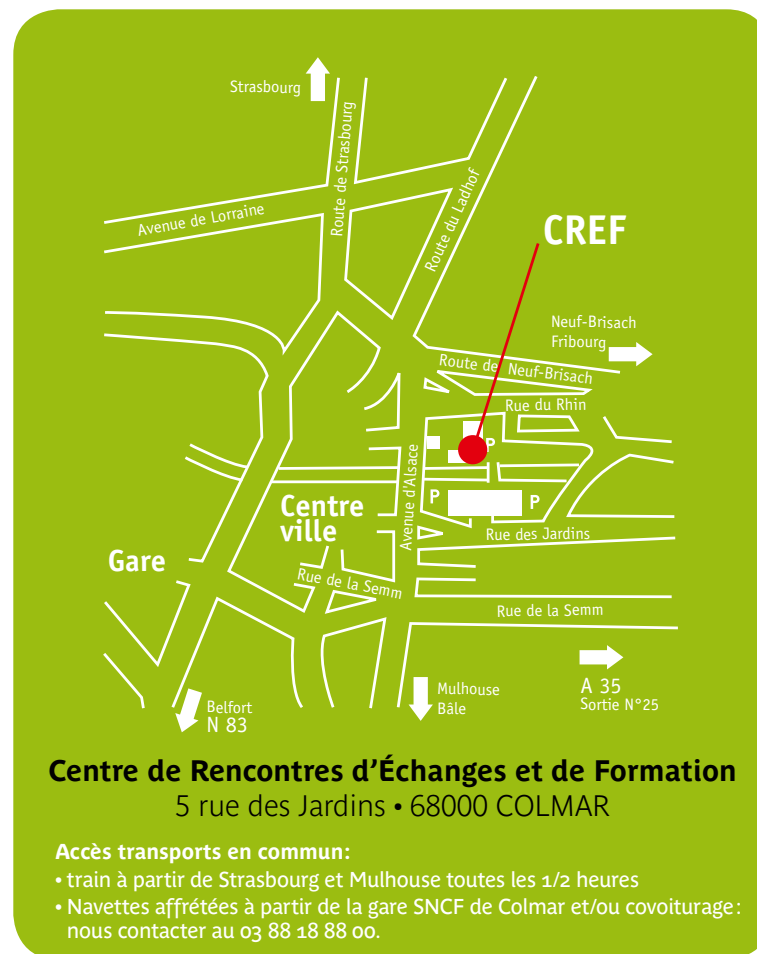 Strasbourg
Route de Strasbourg
Avenue de Lorraine
Route du Ladhof
CREF
Neuf-Brisach
Fribourg
Route de Neuf-Brisach
Rue du Rhin
P
Avenue d'Alsace
Centre
ville
P
P
Rue des Jardins
Gare
Rue de la Semm
Rue de la Semm
A 35
Sortie N°25
Mulhouse
Bâle
Belfort
N 83
Centre de Rencontres d'Échanges et de Formation
5 rue des Jardins • 68000 COLMAR
Accès transports en commun:
• train à partir de Strasbourg et Mulhouse toutes les 1/2 heures
• Navettes affrétées à partir de la gare SNCF de Colmar et/ou covoiturage:
nous contacter au 03 88 18 88 00.